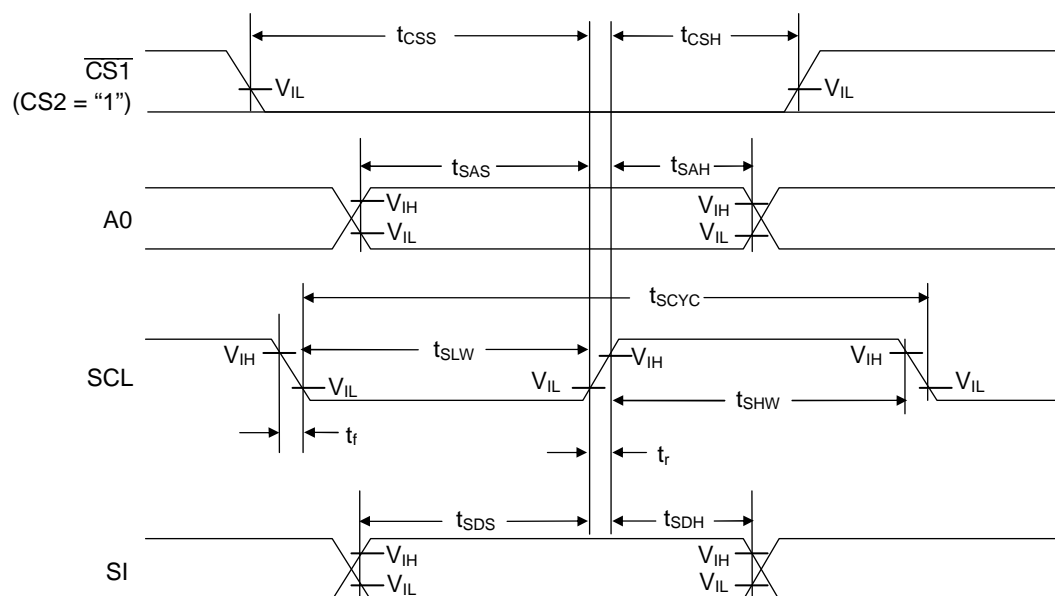 tCSS
tCSH
CS1
(CS2 = “1”)
VIL
VIL
tSAS
tSAH
A0
VIH
VIL
VIH
VIL
tSCYC
SCL
VIH
VIL
tSLW
VIL
VIH
VIH
VIL
tSHW
tf
tr
tSDS
tSDH
SI
VIH
VIL
VIH
VIL